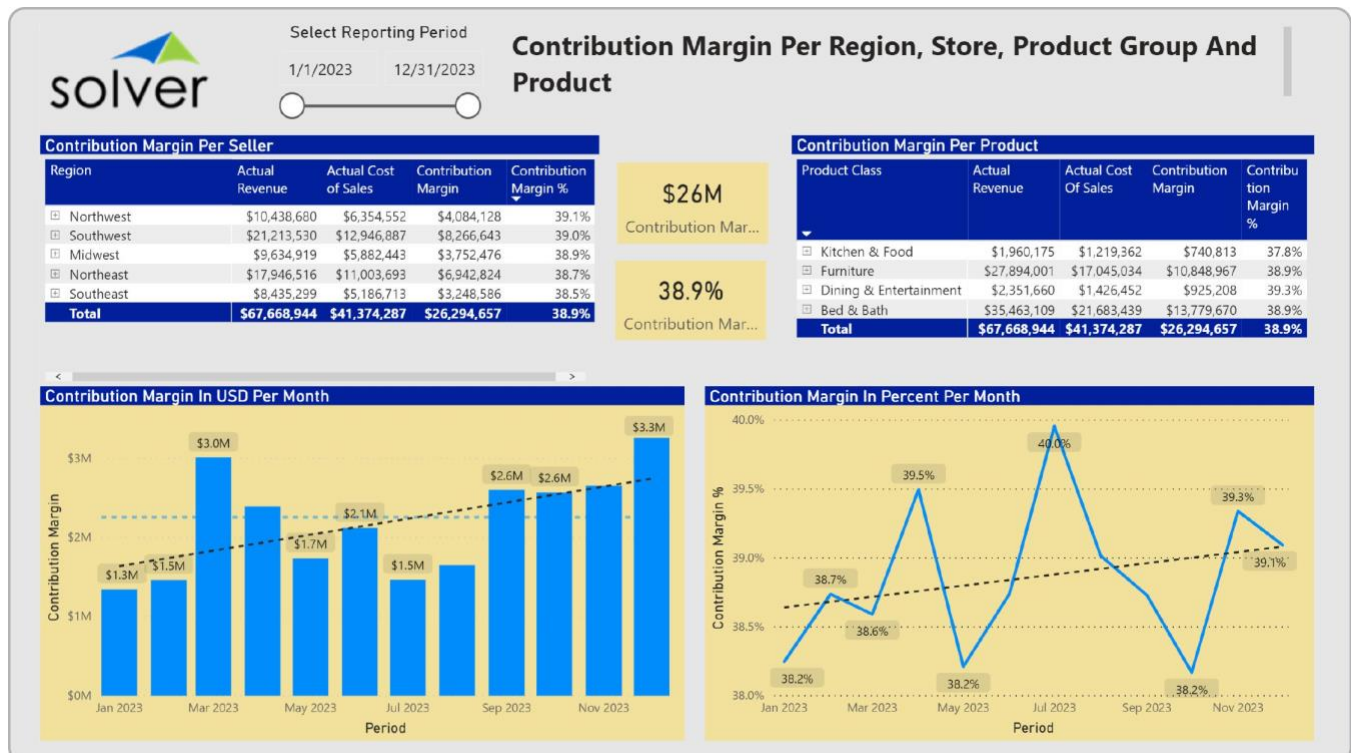 solver
Select Reporting Period
1/1/2023 12/31/2023
Contribution Margin Per Region, Store, Product Group And
Product
Contribution Margin Per Seller
Region Actual Revenue Actual Cost of Sales Contribution Margin Contribution Margin %
Northwest $10,438,680 $6,354,552 $4,084,128 39.1%
Southwest $21,213,530 $12,946,887 $8,266,643 39.0%
Midwest $9,634,919 $5,882,443 $3,752,476 38.9%
Northeast $17,946,516 $11,003,693 $6,942,824 38.7%
Southeast $8,435,299 $5,186,713 $3,248,586 38.5%
Total $67,668,944 $41,374,287 $26,294,657 38.9%
$26M
Contribution Mar...
38.9%
Contribution Mar...
Contribution Margin Per Product
Product Class Actual Revenue Actual Cost Of Sales Contribution Margin Contribu tion Margin %
Kitchen & Food $1,960,175 $1,219,362 $740,813 37.8%
Furniture $27,894,001 $17,045,034 $10,848,967 38.9%
Dining & Entertainment $2,351,660 $1,426,452 $925,208 39.3%
Bed & Bath $35,463,109 $21,683,439 $13,779,670 38.9%
Total $67,668,944 $41,374,287 $26,294,657 38.9%
Contribution Margin In USD Per Month
Contribution Margin
$3M
$2M
$1M
$0M
$1.3M
$1.5M
$3.0M
$1.7M
$2.1M
$1.5M
$2.6M
$2.6M
$3.3M
Jan 2023 Mar 2023 May 2023 Jul 2023 Sep 2023 Nov 2023
Period
Contribution Margin In Percent Per Month
Contribution Margin %
40.0%
39.5%
39.0%
38.5%
38.0%
38.2%
38.7%
38.6%
39.5%
38.2%
40.0%
38.2%
39.3%
39.1%
Jan 2023 Mar 2023 May 2023 Jul 2023 Sep 2023 Nov 2023
Period